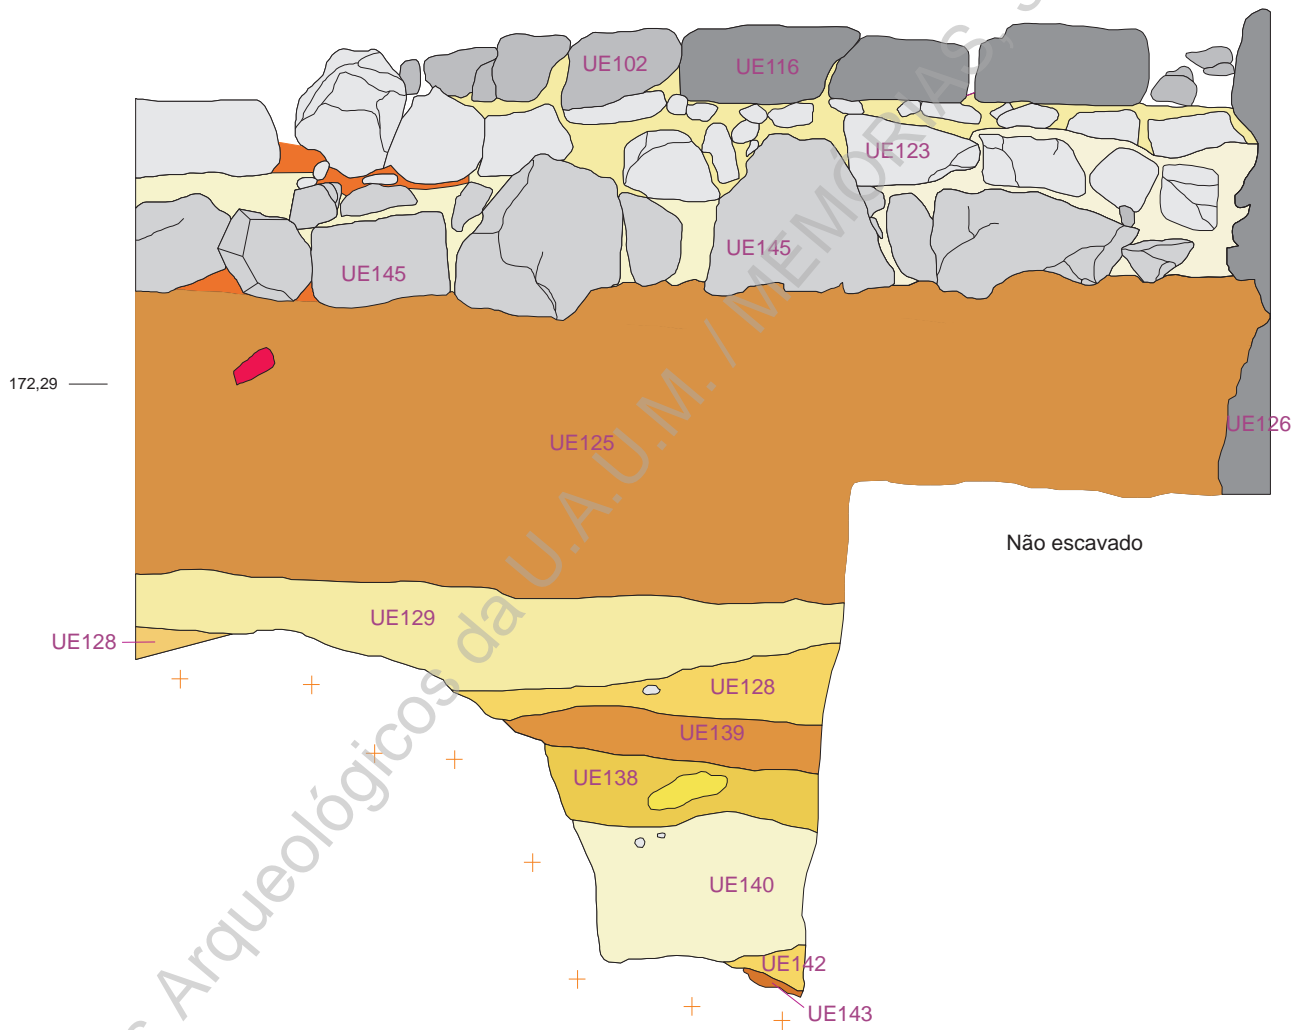 UE102
UE116
UE123
UE145
UE145
172,29
UE125
UE126
Não escavado
UE129
UE128
UE128
UE139
UE138
UE140
UE142
UE143
s Arqueológicos da U.A.U.M. / MEMÓRIAS,